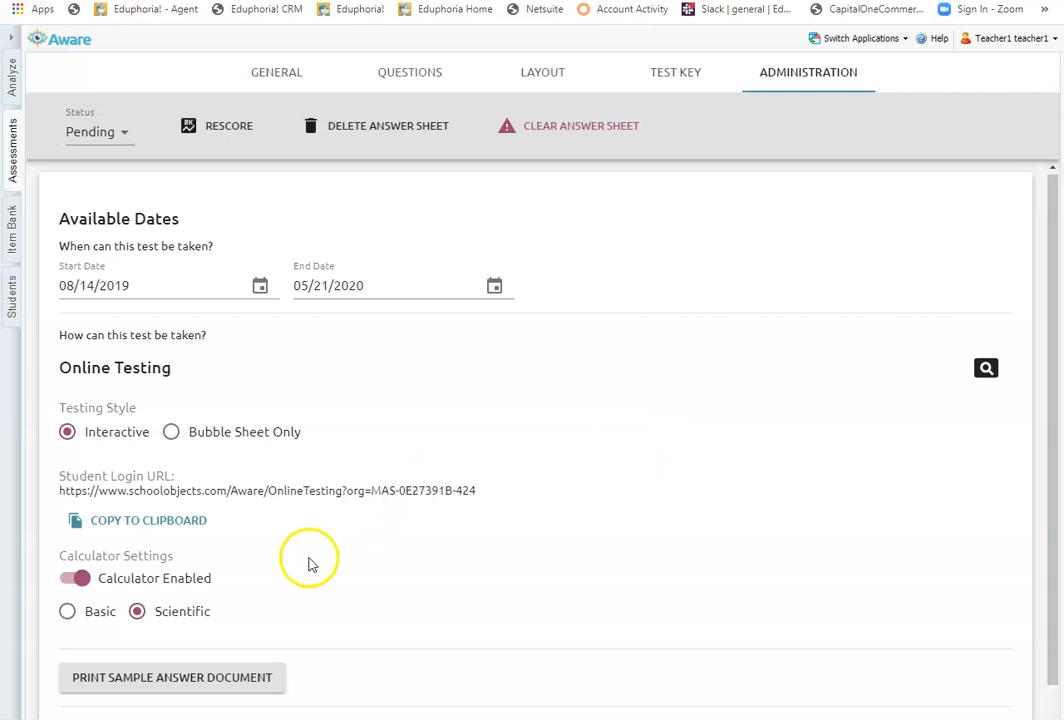 Apps Eduphoria! - Agent Eduphoria! CRM Eduphoria! Eduphoria Home Netsuite Account Activity Slack | general | Ed... CapitalOneCommer... Sign In - Zoom »
Aware Switch Applications Help Teacher1 teacher1
Analyze
Assessments
Item Bank
Students
GENERAL QUESTIONS LAYOUT TEST KEY ADMINISTRATION
Status
Pending RESCORE DELETE ANSWER SHEET CLEAR ANSWER SHEET
Available Dates
When can this test be taken?
Start Date End Date
08/14/2019 05/21/2020
How can this test be taken?
Online Testing
Testing Style
Interactive Bubble Sheet Only
Student Login URL:
https://www.schoolobjects.com/Aware/OnlineTesting?org=MAS-0E27391B-424
COPY TO CLIPBOARD
Calculator Settings
Calculator Enabled
Basic Scientific
PRINT SAMPLE ANSWER DOCUMENT